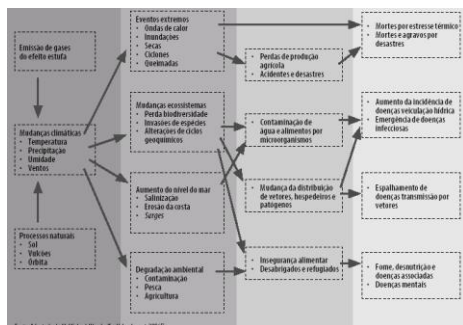 Emissão de gases
do efeito estufa
Mudanças climáticas
• Temperatura
• Precipitação
• Umidade
• Ventos
Processos naturais
• Sol
• Vulcões
• Órbita
Eventos extremos
• Ondas de calor
• Inundações
• Secas
• Ciclones
• Queimadas
Mudanças ecossistemas
• Perda biodiversidade
• Invasões de espécies
• Alterações de ciclos
geoquímicos
Aumento do nível do mar
• Salinização
• Erosão da costa
• Surges
Degradação ambiental
• Contaminação
• Pesca
• Agricultura
• Perdas de produção
agrícola
• Acidentes e desastres
• Contaminação de
água e alimentos por
microorganismos
• Mudança da distribuição
de vetores, hospedeiros e
patógenos
• Insegurança alimentar
• Desabrigados e refugiados
• Mortes por estresse térmico
• Mortes e agravos por
desastres
• Aumento da incidência de
doenças veiculação hídrica
• Emergência de doenças
infecciosas
• Espalhamento de
doenças transmissão por
vetores
• Fome, desnutrição e
doenças associadas
• Doenças mentais